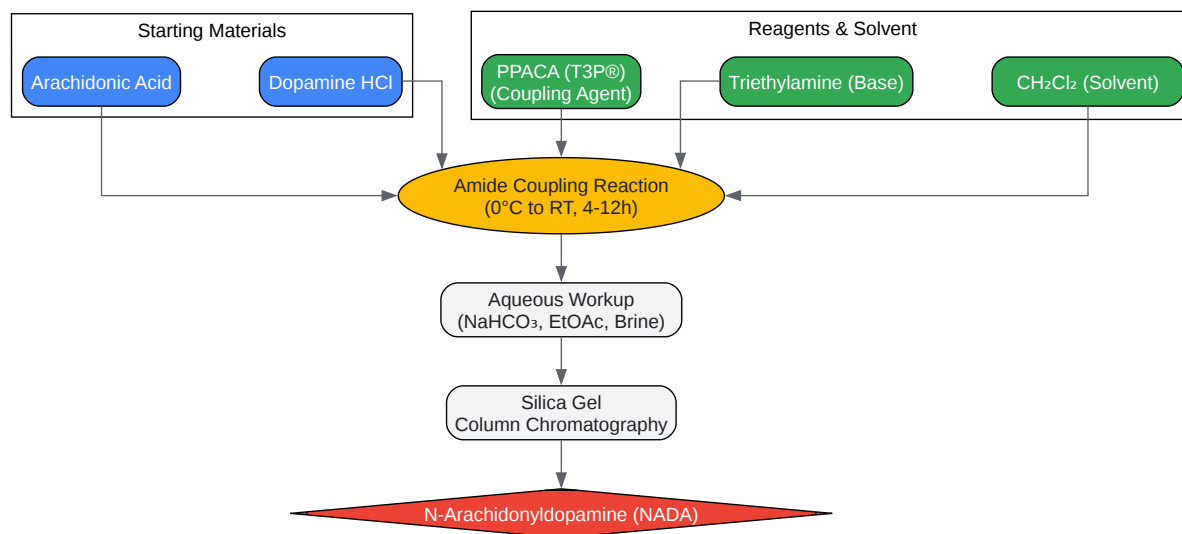 Starting Materials
Reagents & Solvent
Arachidonic Acid
Dopamine HCl
PPACA (T3P®)
(Coupling Agent)
Triethylamine (Base)
CH₂Cl₂ (Solvent)
Amide Coupling Reaction
(0°C to RT, 4-12h)
Aqueous Workup
(NaHCO₃, EtOAc, Brine)
Silica Gel
Column Chromatography
N-Arachidonyldopamine (NADA)